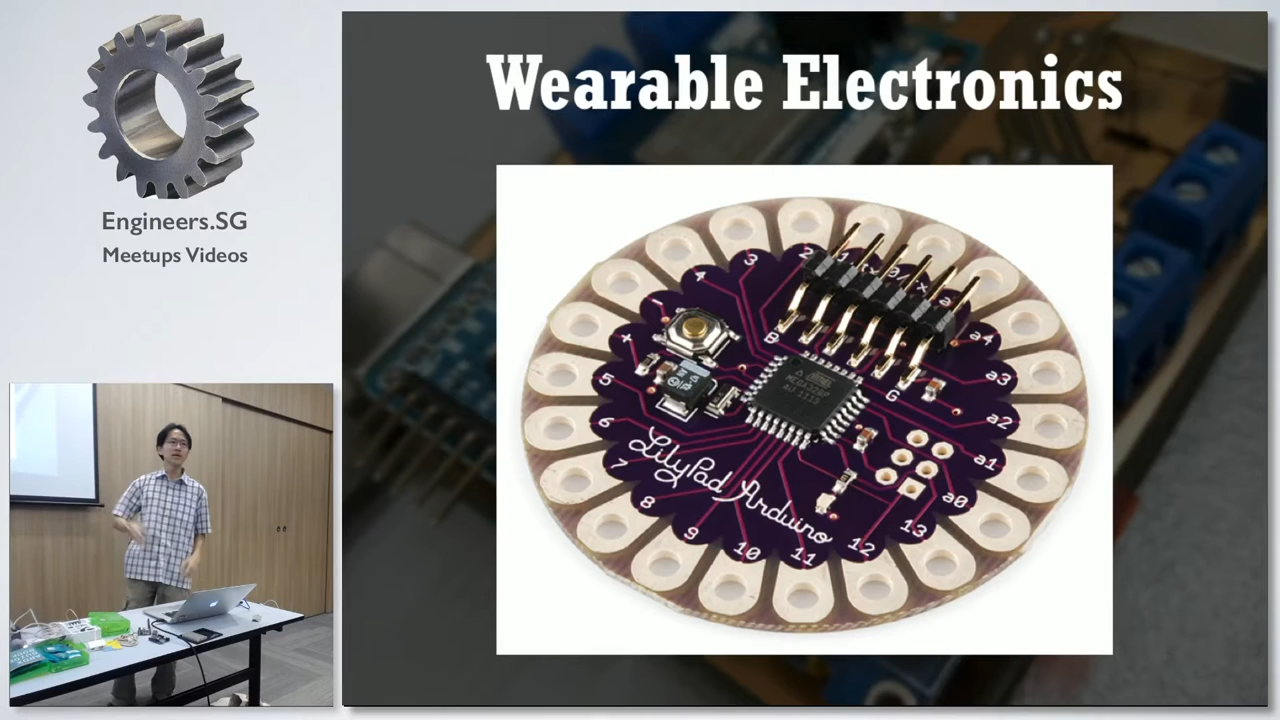 Engineers.SG
Meetups Videos
Wearable Electronics
2
3
4
-
+
5
6
7
8
9
10
11
12
13
a0
a1
a2
a3
a4
B
G
LilyPad Arduino